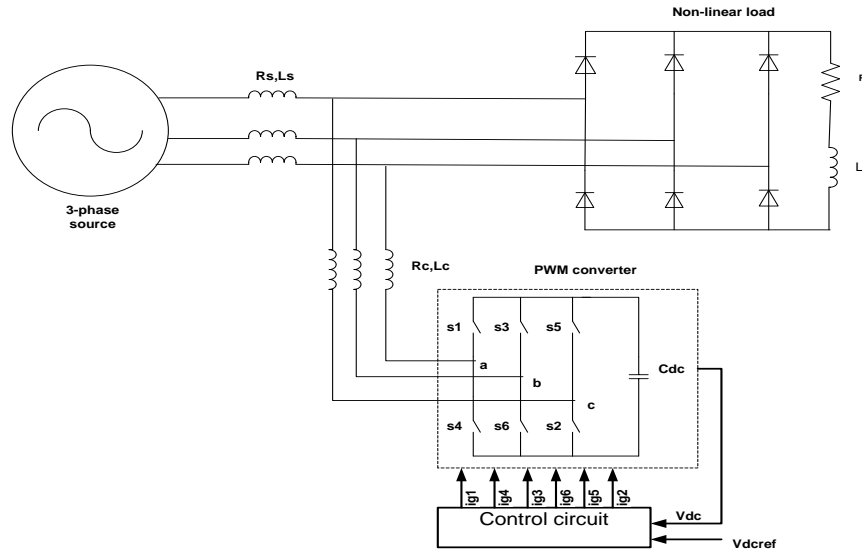 Non-linear load
Rs,Ls
R
L
3-phase
source
Rc,Lc
PWM converter
s1 s3 s5
a
b
c
Cdc
s4 s6 s2
ig1 ig4 ig3 ig6 ig5 ig2
Control circuit
Vdc
Vdcref